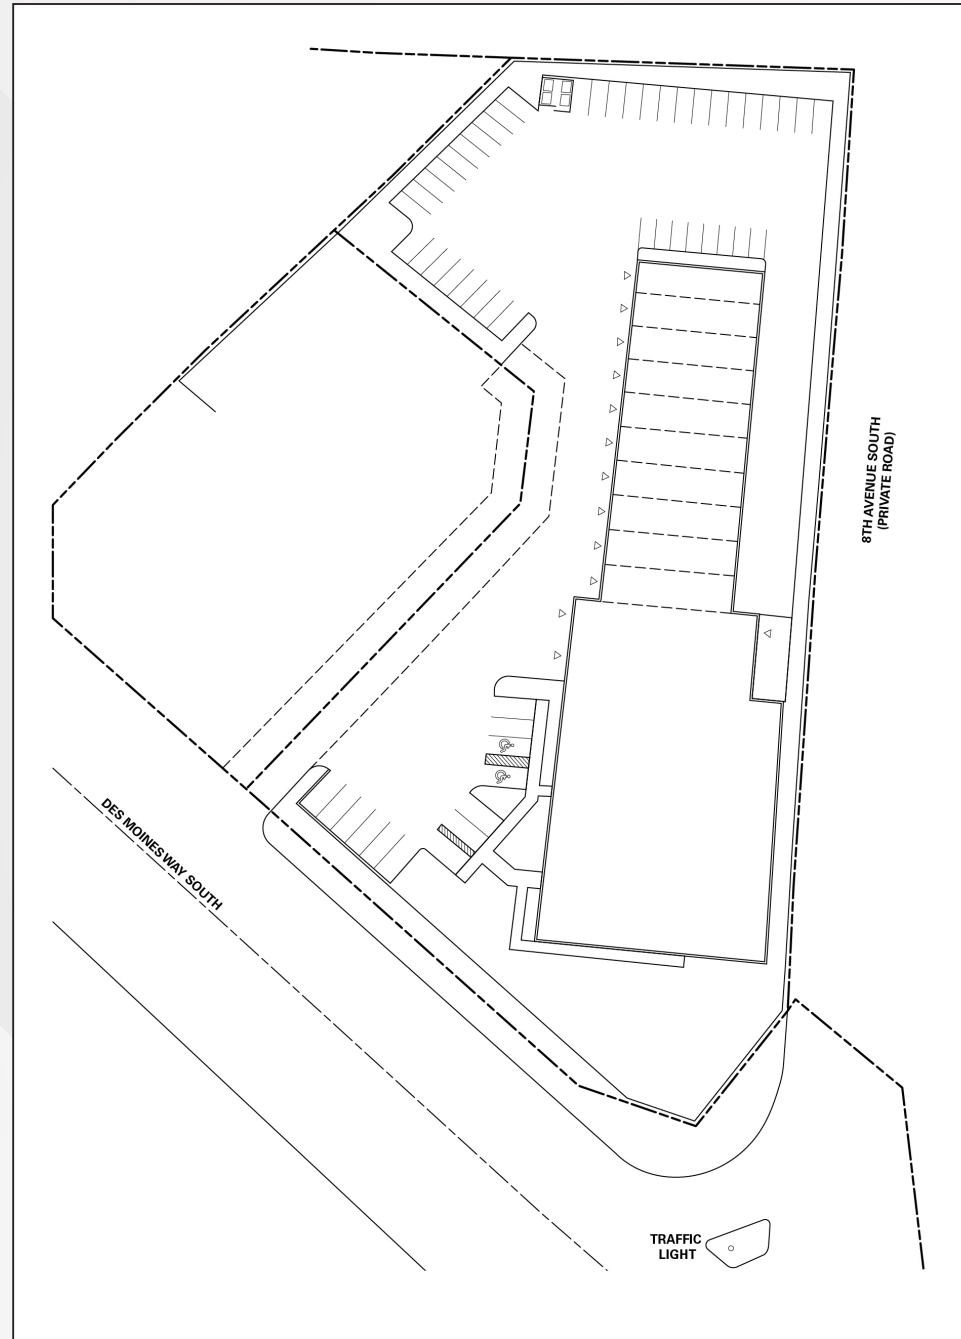 8TH AVENUE SOUTH
(PRIVATE ROAD)
DES MOINES WAY SOUTH
TRAFFIC
LIGHT